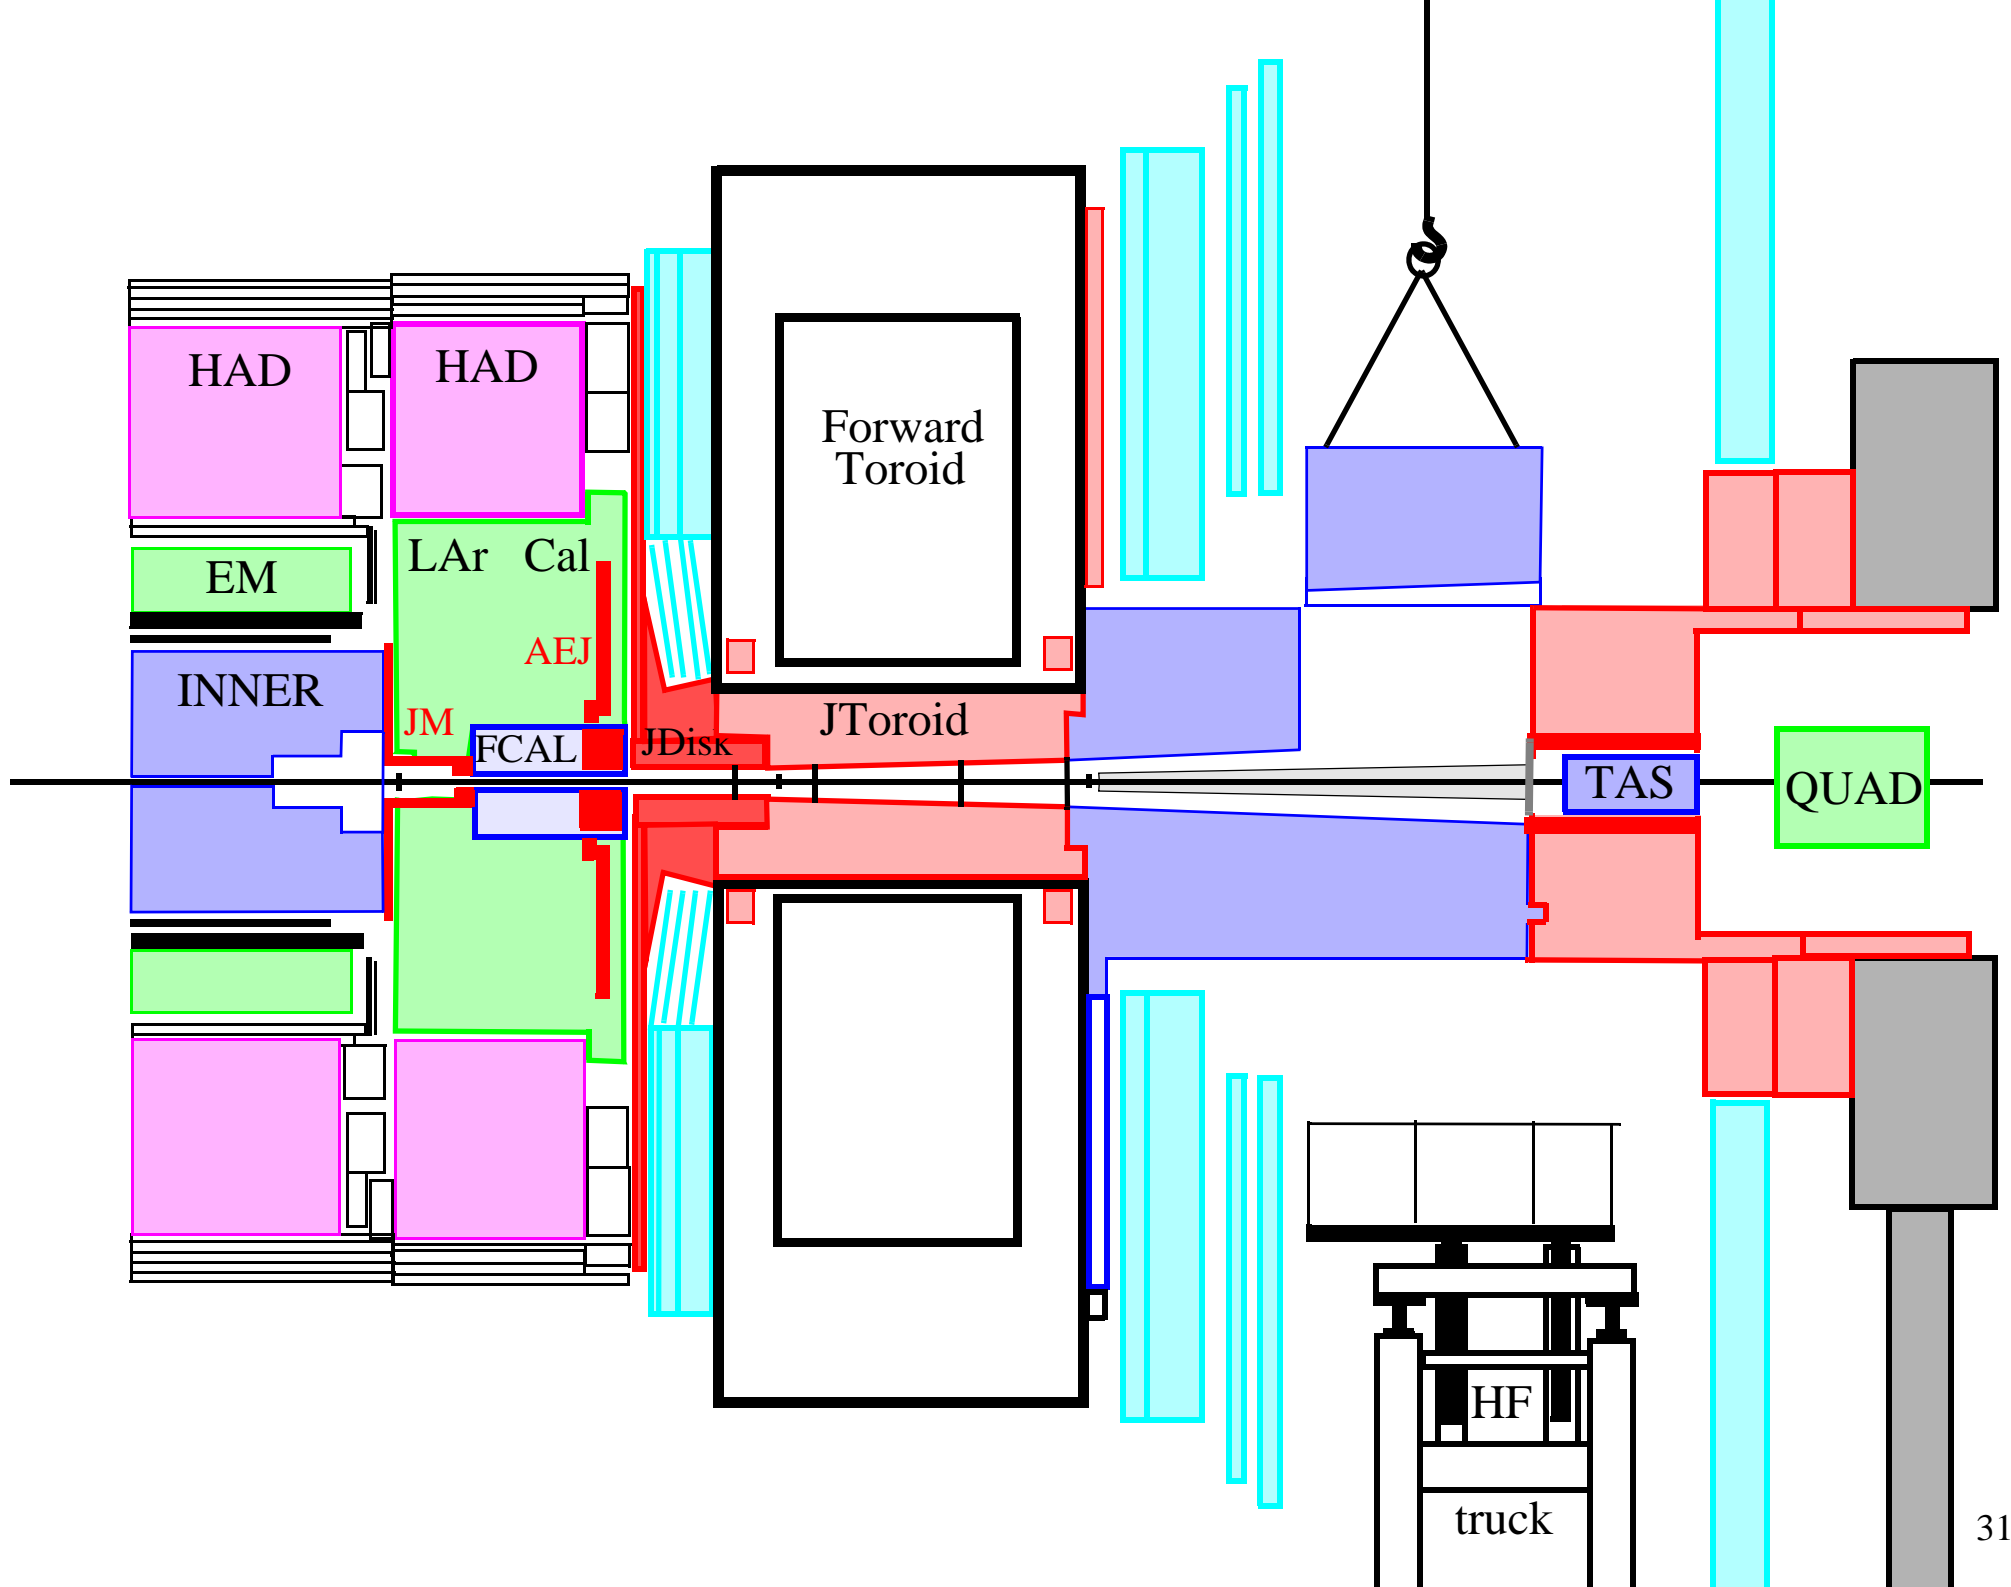 HAD
HAD
Forward
Toroid
LAr Cal
EM
AEJ
INNER
JM
JToroid
FCAL
JDisk
TAS
QUAD
HF
truck
31